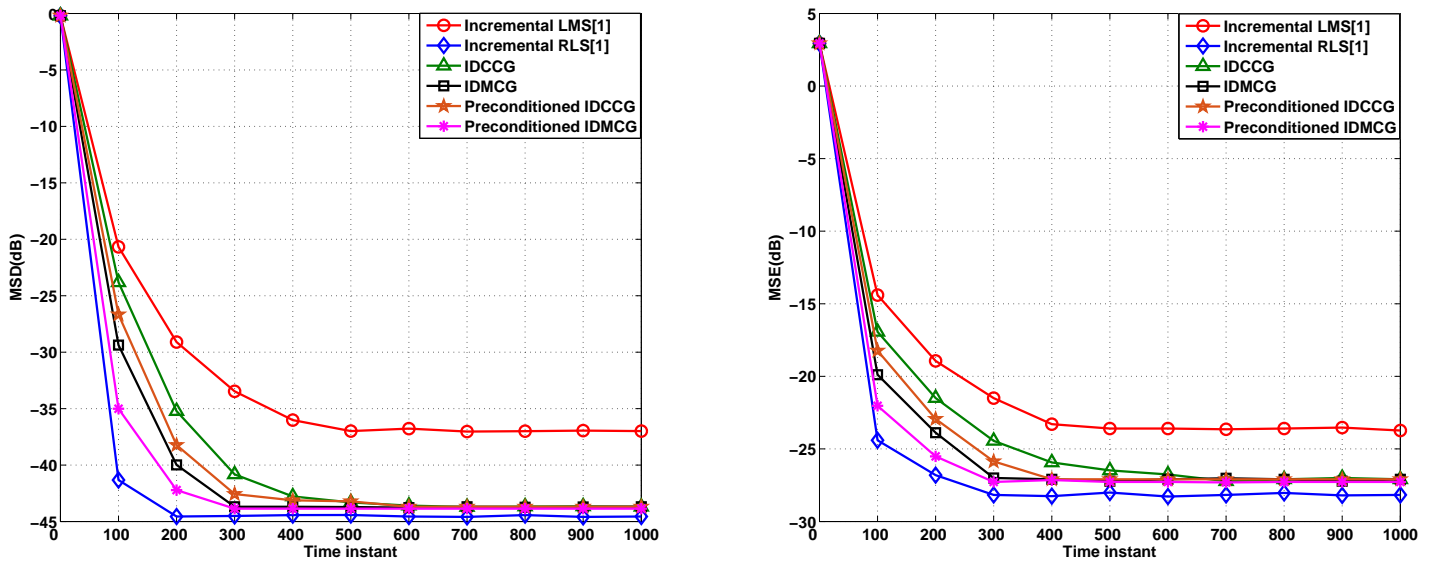 0
−5
−10
−15
−20
−25
−30
−35
−40
−45
MSD(dB)
0 100 200 300 400 500 600 700 800 900 1000
Time instant
Incremental LMS[1]
Incremental RLS[1]
IDCCG
IDMCG
Preconditioned IDCCG
Preconditioned IDMCG
5
0
−5
−10
−15
−20
−25
−30
MSE(dB)
0 100 200 300 400 500 600 700 800 900 1000
Time instant
Incremental LMS[1]
Incremental RLS[1]
IDCCG
IDMCG
Preconditioned IDCCG
Preconditioned IDMCG